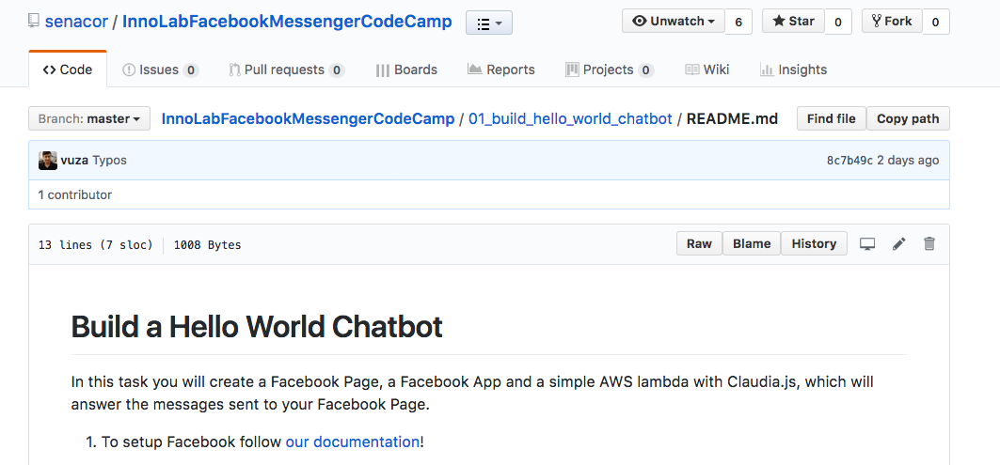 senacor / InnoLabFacebookMessengerCodeCamp Unwatch 6 Star 0 Fork 0
Code Issues 0 Pull requests 0 Boards Reports Projects 0 Wiki Insights
Branch: master InnoLabFacebookMessengerCodeCamp / 01_build_hello_world_chatbot / README.md Find file Copy path
vuza Typos 8c7b49c 2 days ago
1 contributor
13 lines (7 sloc) 1008 Bytes Raw Blame History
Build a Hello World Chatbot
In this task you will create a Facebook Page, a Facebook App and a simple AWS lambda with Claudia.js, which will
answer the messages sent to your Facebook Page.
1. To setup Facebook follow our documentation!